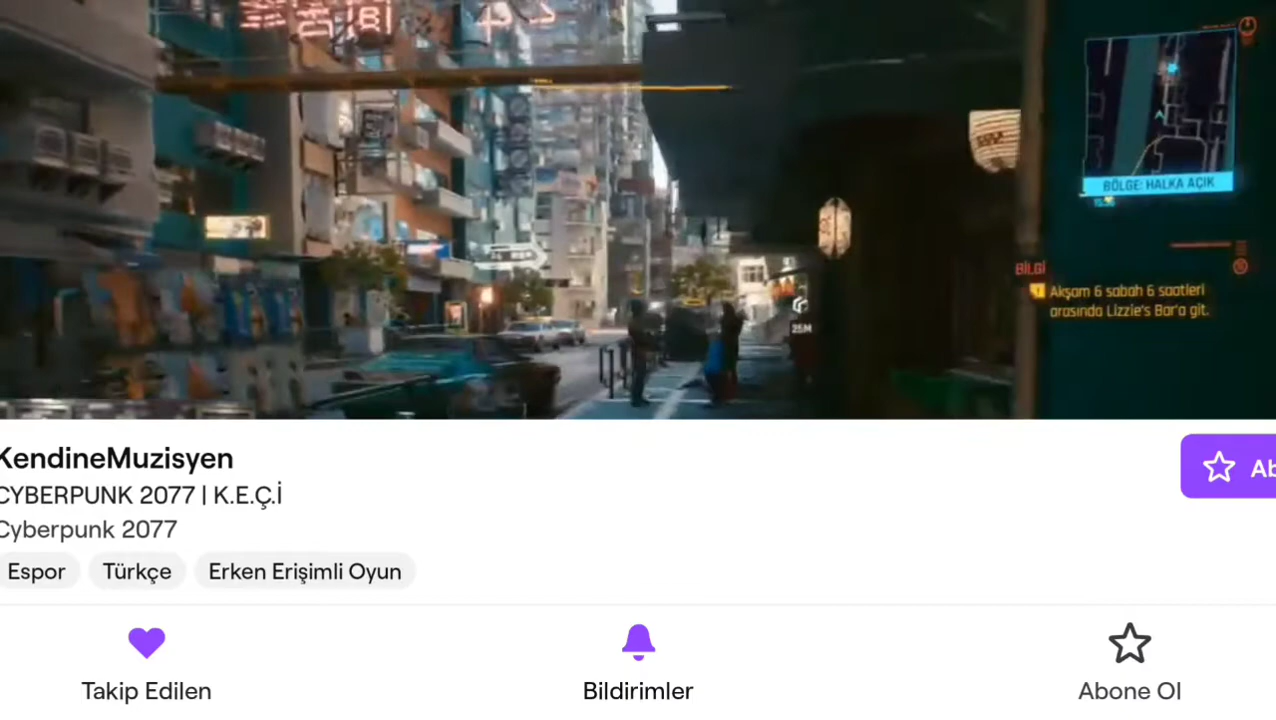 BÖLGE: HALKA AÇIK
BİLGİ
Akşam 6 sabah 6 saatleri
arasında Lizzie's Bar'a git.
25M
KendineMuzisyen
Ab
CYBERPUNK 2077 | K.E.Ç.İ
Cyberpunk 2077
Espor
Türkçe
Erken Erişimli Oyun
Takip Edilen
Bildirimler
Abone Ol